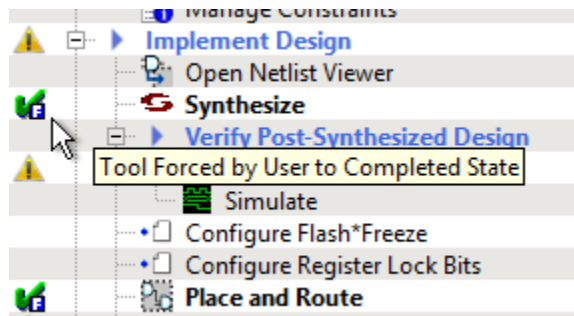 Manage Constraints
Implement Design
Open Netlist Viewer
Synthesize
Verify Post-Synthesized Design
Tool Forced by User to Completed State
Simulate
Configure Flash*Freeze
Configure Register Lock Bits
Place and Route